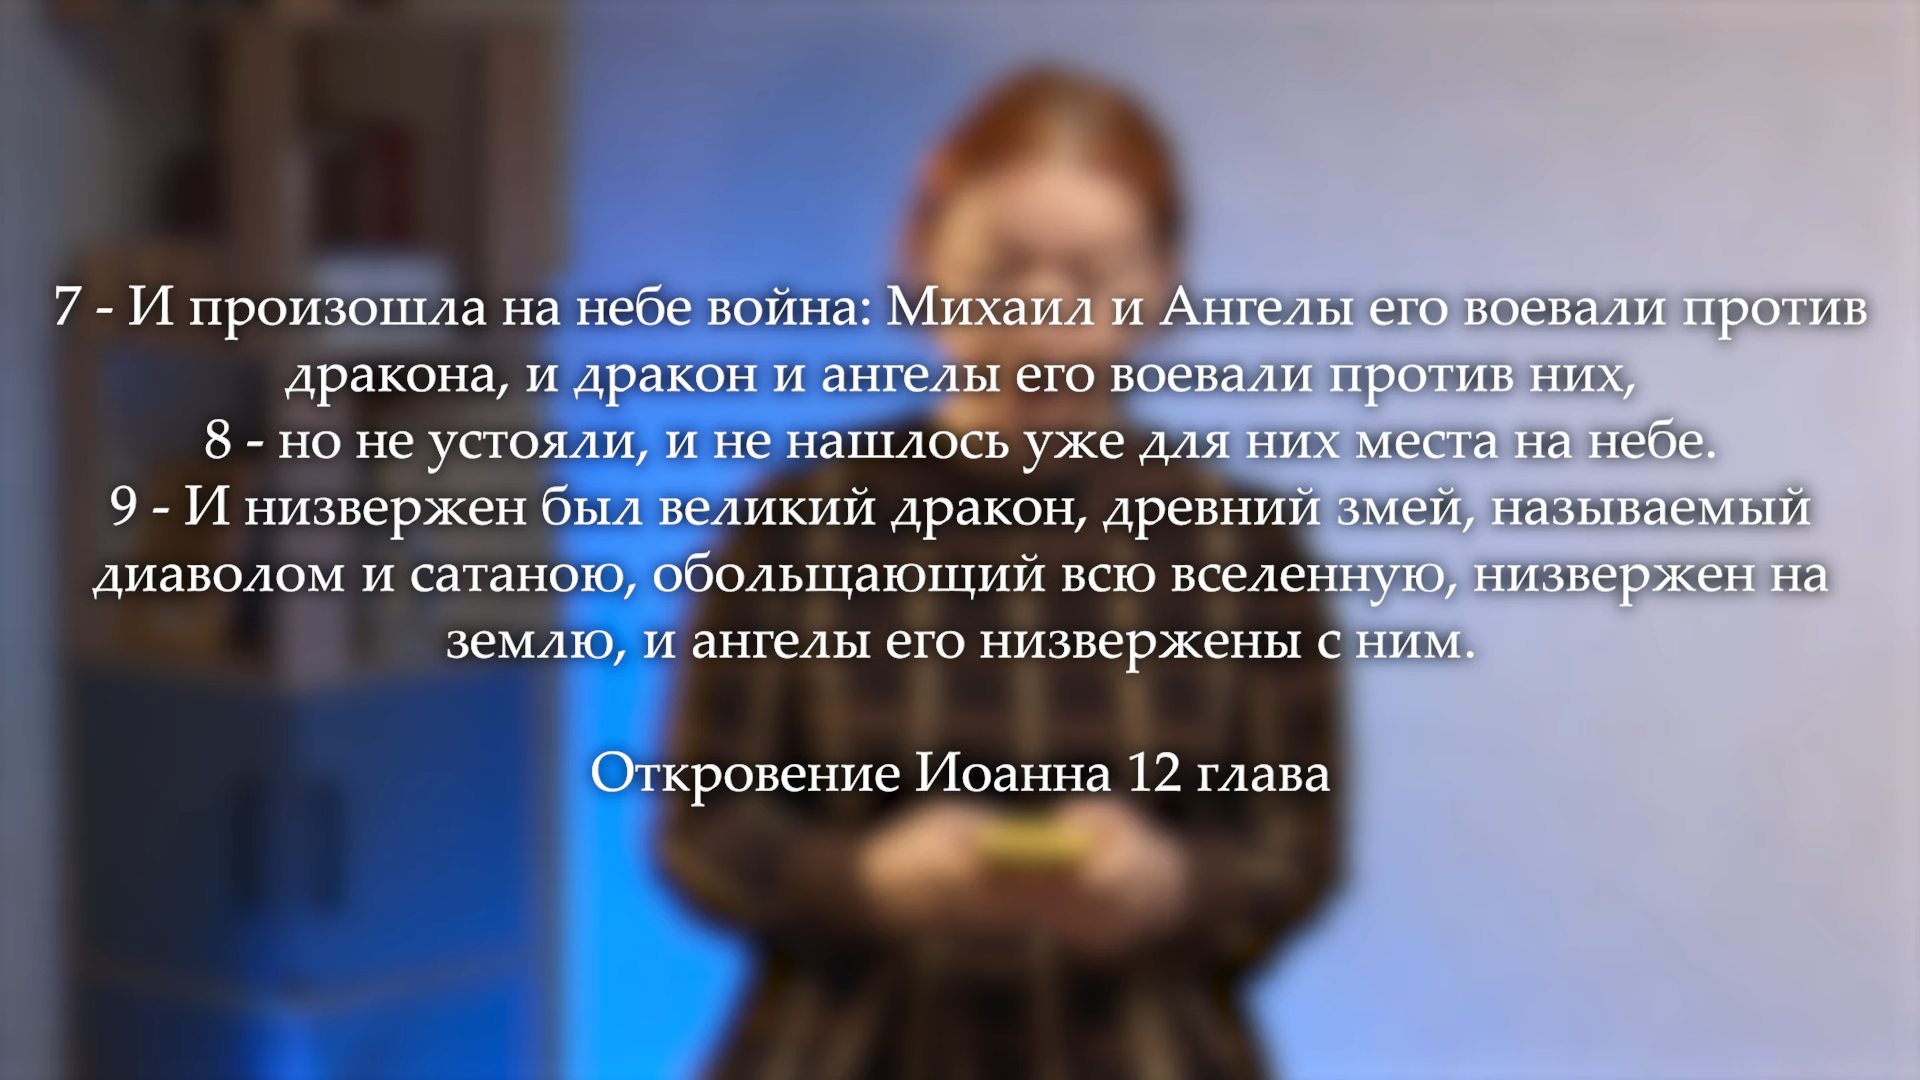 7 - И произошла на небе война: Михаил и Ангелы его воевали против
дракона, и дракон и ангелы его воевали против них,
8 - но не устояли, и не нашлось уже для них места на небе.
9 - И низвержен был великий дракон, древний змей, называемый
диаволом и сатаною, обольщающий всю вселенную, низвержен на
землю, и ангелы его низвержены с ним.
Откровение Иоанна 12 глава